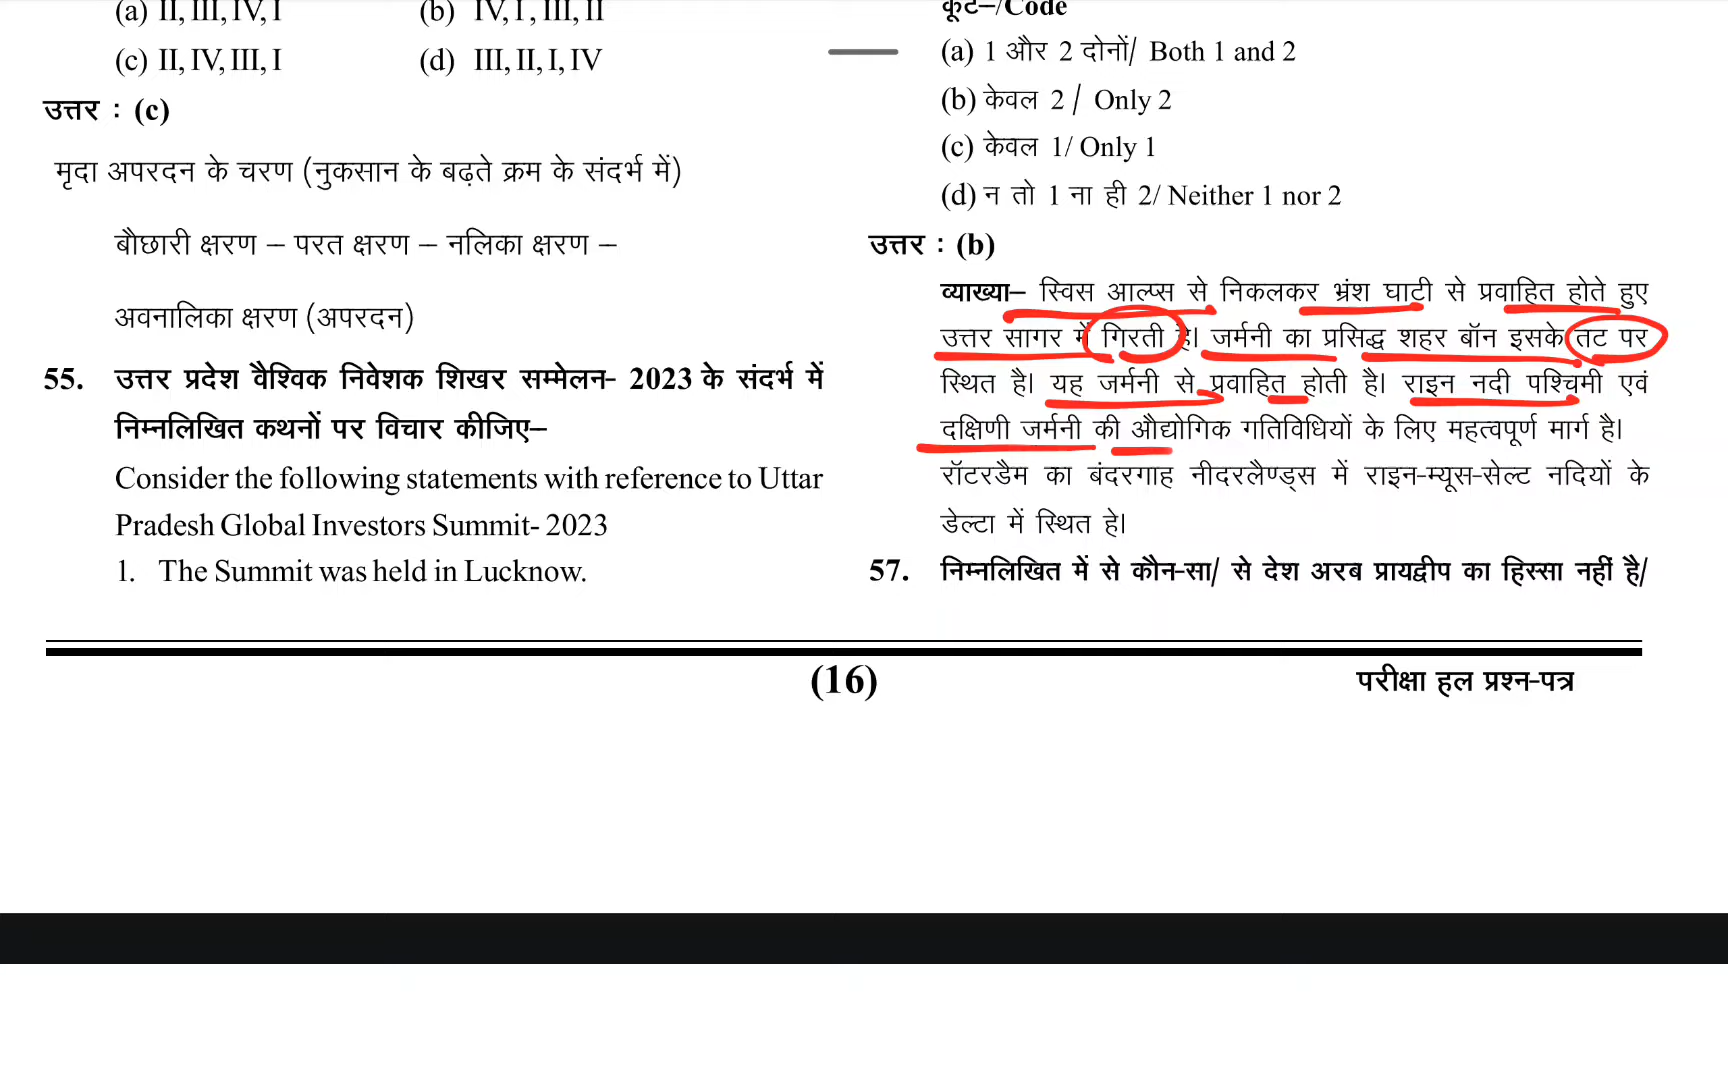 (a) II, III, IV, I (b) IV, I, III, II
(c) II, IV, III, I (d) III, II, I, IV
उत्तर : (c)
मृदा अपरदन के चरण (नुकसान के बढ़ते क्रम के संदर्भ में)
बौछारी क्षरण – परत क्षरण – नलिका क्षरण –
अवनालिका क्षरण (अपरदन)
55. उत्तर प्रदेश वैश्विक निवेशक शिखर सम्मेलन- 2023 के संदर्भ में
निम्नलिखित कथनों पर विचार कीजिए–
Consider the following statements with reference to Uttar
Pradesh Global Investors Summit- 2023
1. The Summit was held in Lucknow.
कूट–/Code
(a) 1 और 2 दोनों/ Both 1 and 2
(b) केवल 2 / Only 2
(c) केवल 1/ Only 1
(d) न तो 1 ना ही 2/ Neither 1 nor 2
उत्तर : (b)
व्याख्या– स्विस आल्प्स से निकलकर भ्रंश घाटी से प्रवाहित होते हुए
उत्तर सागर में गिरती है। जर्मनी का प्रसिद्ध शहर बॉन इसके तट पर
स्थित है। यह जर्मनी से प्रवाहित होती है। राइन नदी पश्चिमी एवं
दक्षिणी जर्मनी की औद्योगिक गतिविधियों के लिए महत्वपूर्ण मार्ग है।
रॉटरडैम का बंदरगाह नीदरलैण्ड्स में राइन-म्यूस-सेल्ट नदियों के
डेल्टा में स्थित हे।
57. निम्नलिखित में से कौन-सा/ से देश अरब प्रायद्वीप का हिस्सा नहीं है/
(16)
परीक्षा हल प्रश्न-पत्र